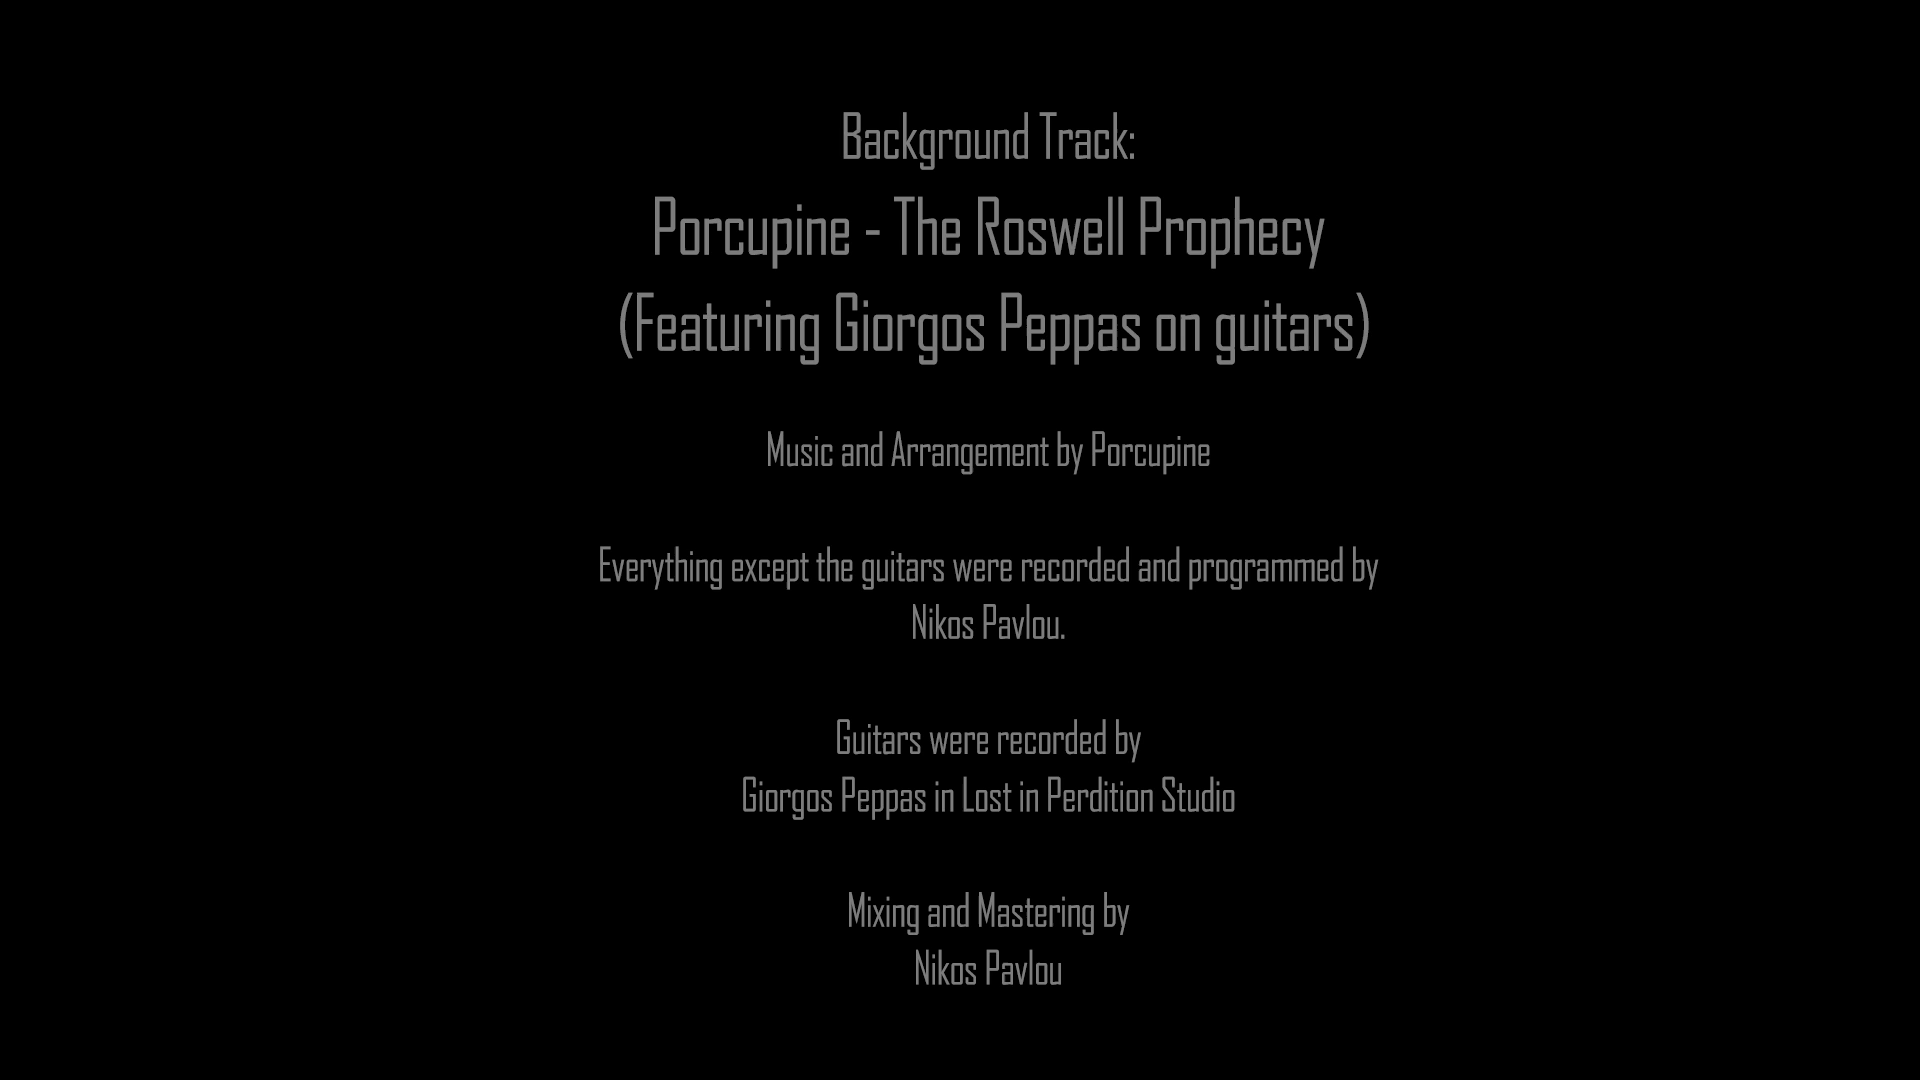 Background Track:
Porcupine - The Roswell Prophecy
(Featuring Giorgos Peppas on guitars)
Music and Arrangement by Porcupine
Everything except the guitars were recorded and programmed by
Nikos Pavlou.
Guitars were recorded by
Giorgos Peppas in Lost in Perdition Studio
Mixing and Mastering by
Nikos Pavlou